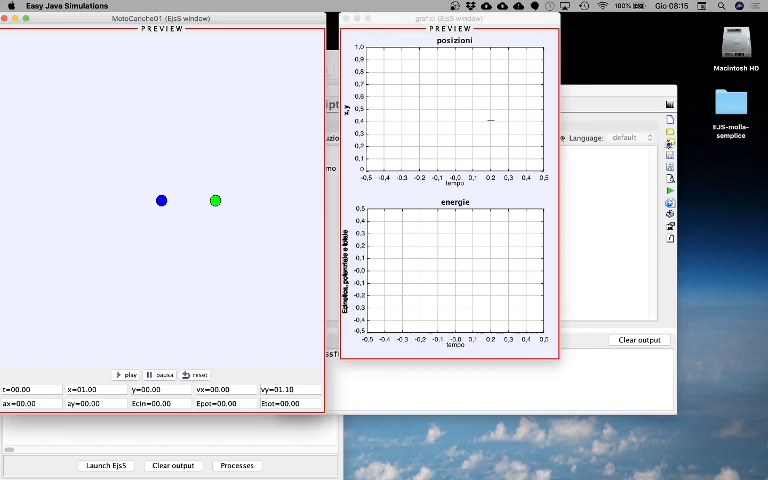 Easy Java Simulations
100%
Gio 08:15
MotoCariche01 (EjsS window)
PREVIEW
t=00.00
x=01.00
y=00.00
vx=00.00
vy=01.10
ax=00.00
ay=00.00
Ecin=00.00
Epot=00.00
Etot=00.00
play
pausa
reset
grafici (EjsS window)
PREVIEW
posizioni
1,0
0,9
0,8
0,7
0,6
0,5
0,4
0,3
0,2
0,1
0
x,y
-0,5 -0,4 -0,3 -0,2 -0,1 -0,0 0,1 0,2 0,3 0,4 0,5
tempo
energie
0,5
0,4
0,3
0,2
0,1
-0,0
-0,1
-0,2
-0,3
-0,4
-0,5
-0,5 -0,4 -0,3 -0,2 -0,1 -0,0 0,1 0,2 0,3 0,4 0,5
tempo
Language: default
Clear output
Launch EjsS
Clear output
Processes
Macintosh HD
EJS-molla-
semplice